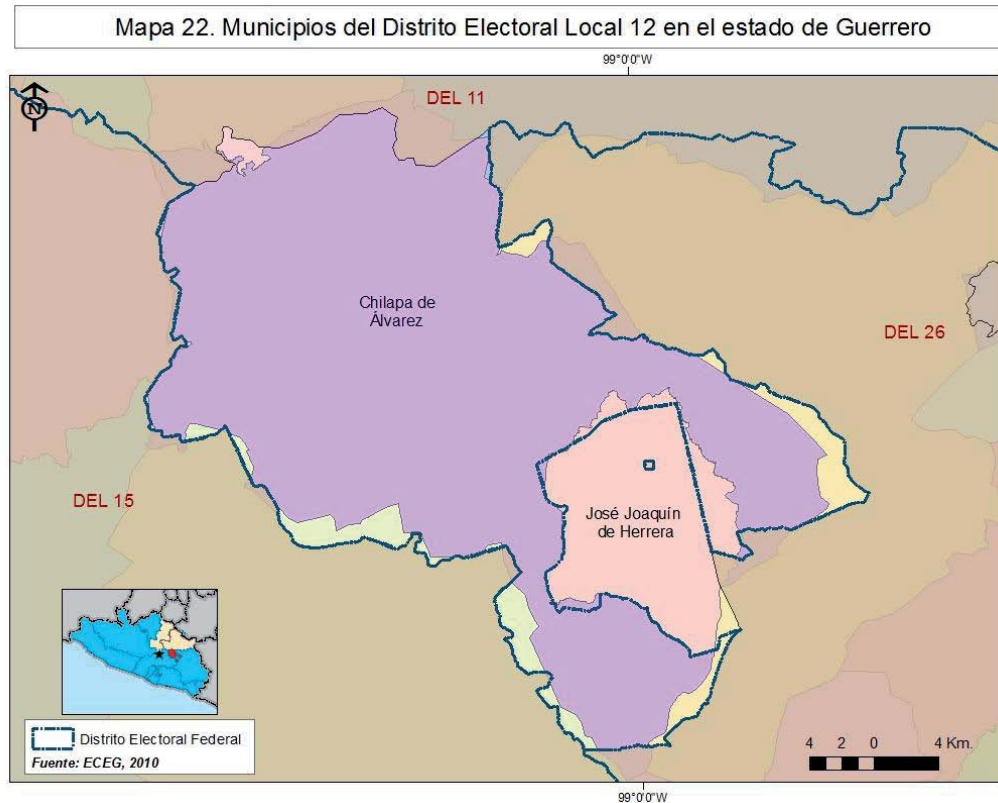 Mapa 22. Municipios del Distrito Electoral Local 12 en el estado de Guerrero
99°0'0"W
N
DEL 11
Chilapa de
Álvarez
DEL 26
DEL 15
José Joaquín
de Herrera
Distrito Electoral Federal
Fuente: ECEG, 2010
4 2 0 4 Km.
99°0'0"W